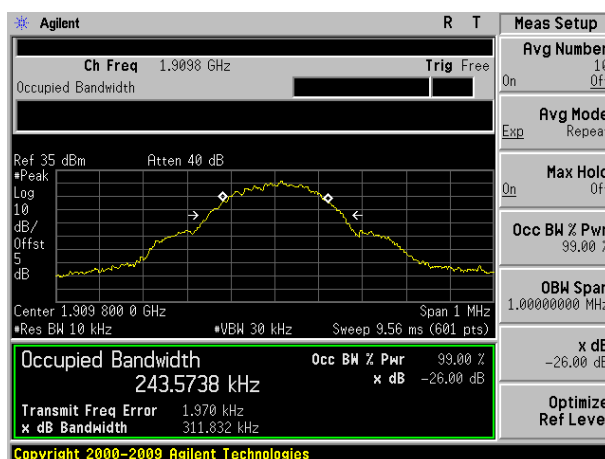 Agilent R T Meas Setup
Ch Freq 1.9098 GHz Trig Free
Occupied Bandwidth
Avg Number
10
On Off
Avg Mode
Exp Repeat
Max Hold
On Off
Occ BW % Pwr
99.00 %
OBW Span
1.00000000 MHz
x dB
-26.00 dB
Optimize
Ref Level
Ref 35 dBm Atten 40 dB
#Peak
Log
10
dB/
Offst
5
dB
Center 1.909 800 0 GHz Span 1 MHz
#Res BW 10 kHz #VBW 30 kHz Sweep 9.56 ms (601 pts)
Occupied Bandwidth Occ BW % Pwr 99.00 %
243.5738 kHz x dB -26.00 dB
Transmit Freq Error 1.970 kHz
x dB Bandwidth 311.832 kHz
Copyright 2000-2009 Agilent Technologies